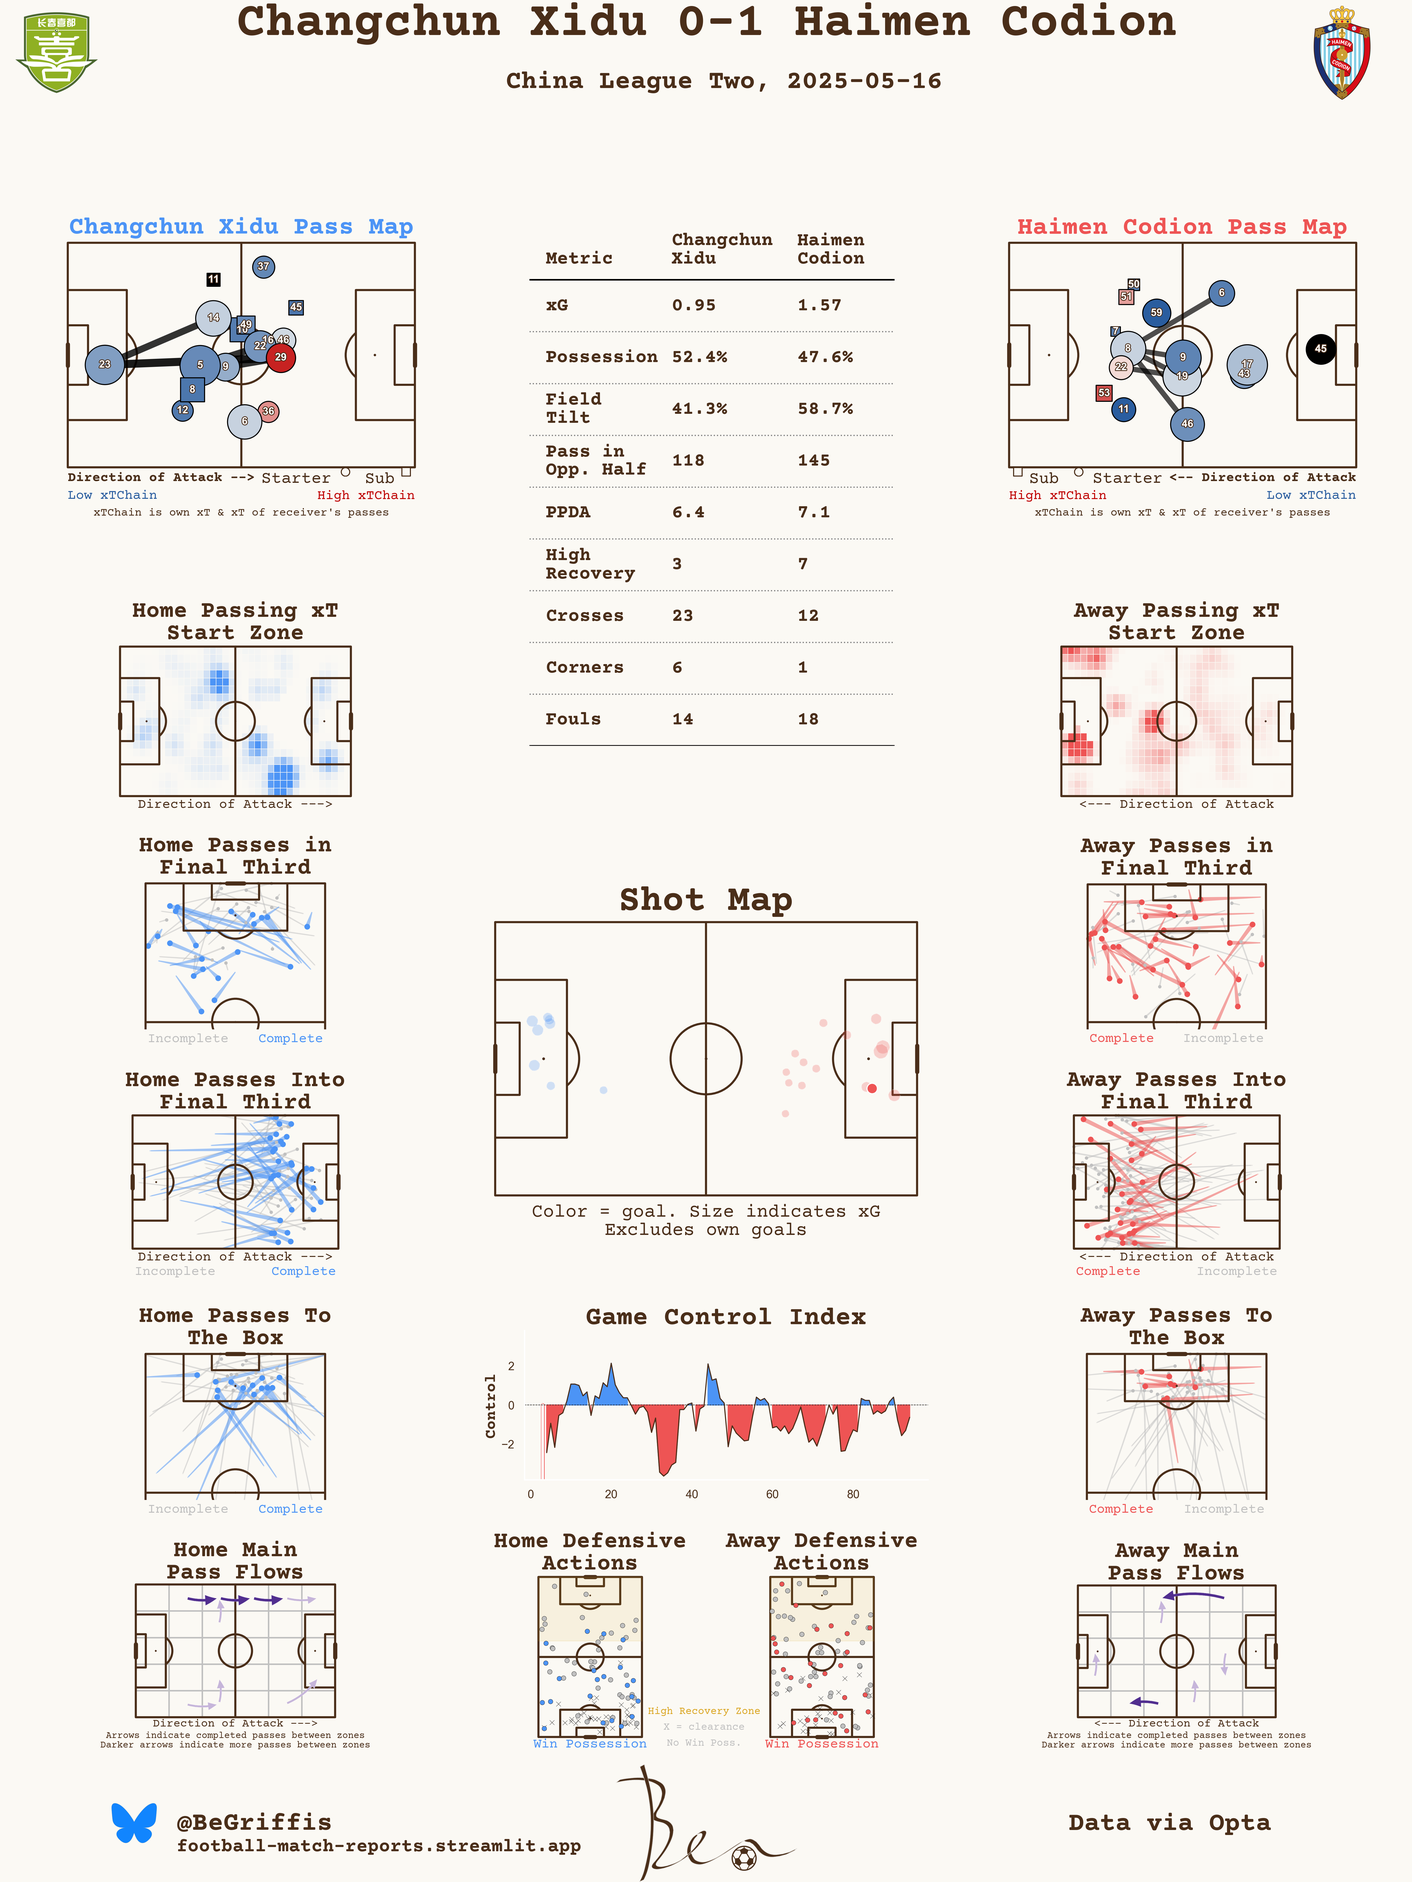 Changchun Xidu 0-1 Haimen Codion
China League Two, 2025-05-16
长春喜都
喜
HAIMEN
CODION
Changchun Xidu Pass Map
11
37
45
14
49
10
16
46
22
29
23
5
9
8
12
36
6
Direction of Attack --> Starter Sub
Low xTChain High xTChain
xTChain is own xT & xT of receiver's passes
Metric Changchun Xidu Haimen Codion
xG 0.95 1.57
Possession 52.4% 47.6%
Field Tilt 41.3% 58.7%
Pass in Opp. Half 118 145
PPDA 6.4 7.1
High Recovery 3 7
Crosses 23 12
Corners 6 1
Fouls 14 18
Haimen Codion Pass Map
50
51
6
59
7
8
9
45
22
19
17
43
53
11
46
Sub Starter <-- Direction of Attack
High xTChain Low xTChain
xTChain is own xT & xT of receiver's passes
Home Passing xT
Start Zone
Direction of Attack --->
Away Passing xT
Start Zone
<--- Direction of Attack
Home Passes in
Final Third
Incomplete Complete
Away Passes in
Final Third
Complete Incomplete
Shot Map
Color = goal. Size indicates xG
Excludes own goals
Home Passes Into
Final Third
Direction of Attack --->
Incomplete Complete
Away Passes Into
Final Third
<--- Direction of Attack
Complete Incomplete
Home Passes To
The Box
Incomplete Complete
Game Control Index
Control
2
0
−2
0 20 40 60 80
Away Passes To
The Box
Complete Incomplete
Home Main
Pass Flows
Direction of Attack --->
Arrows indicate completed passes between zones
Darker arrows indicate more passes between zones
Home Defensive
Actions
Win Possession
Away Defensive
Actions
Win Possession
High Recovery Zone
X = clearance
No Win Poss.
Away Main
Pass Flows
<--- Direction of Attack
Arrows indicate completed passes between zones
Darker arrows indicate more passes between zones
@BeGriffis
football-match-reports.streamlit.app
Ben
Data via Opta